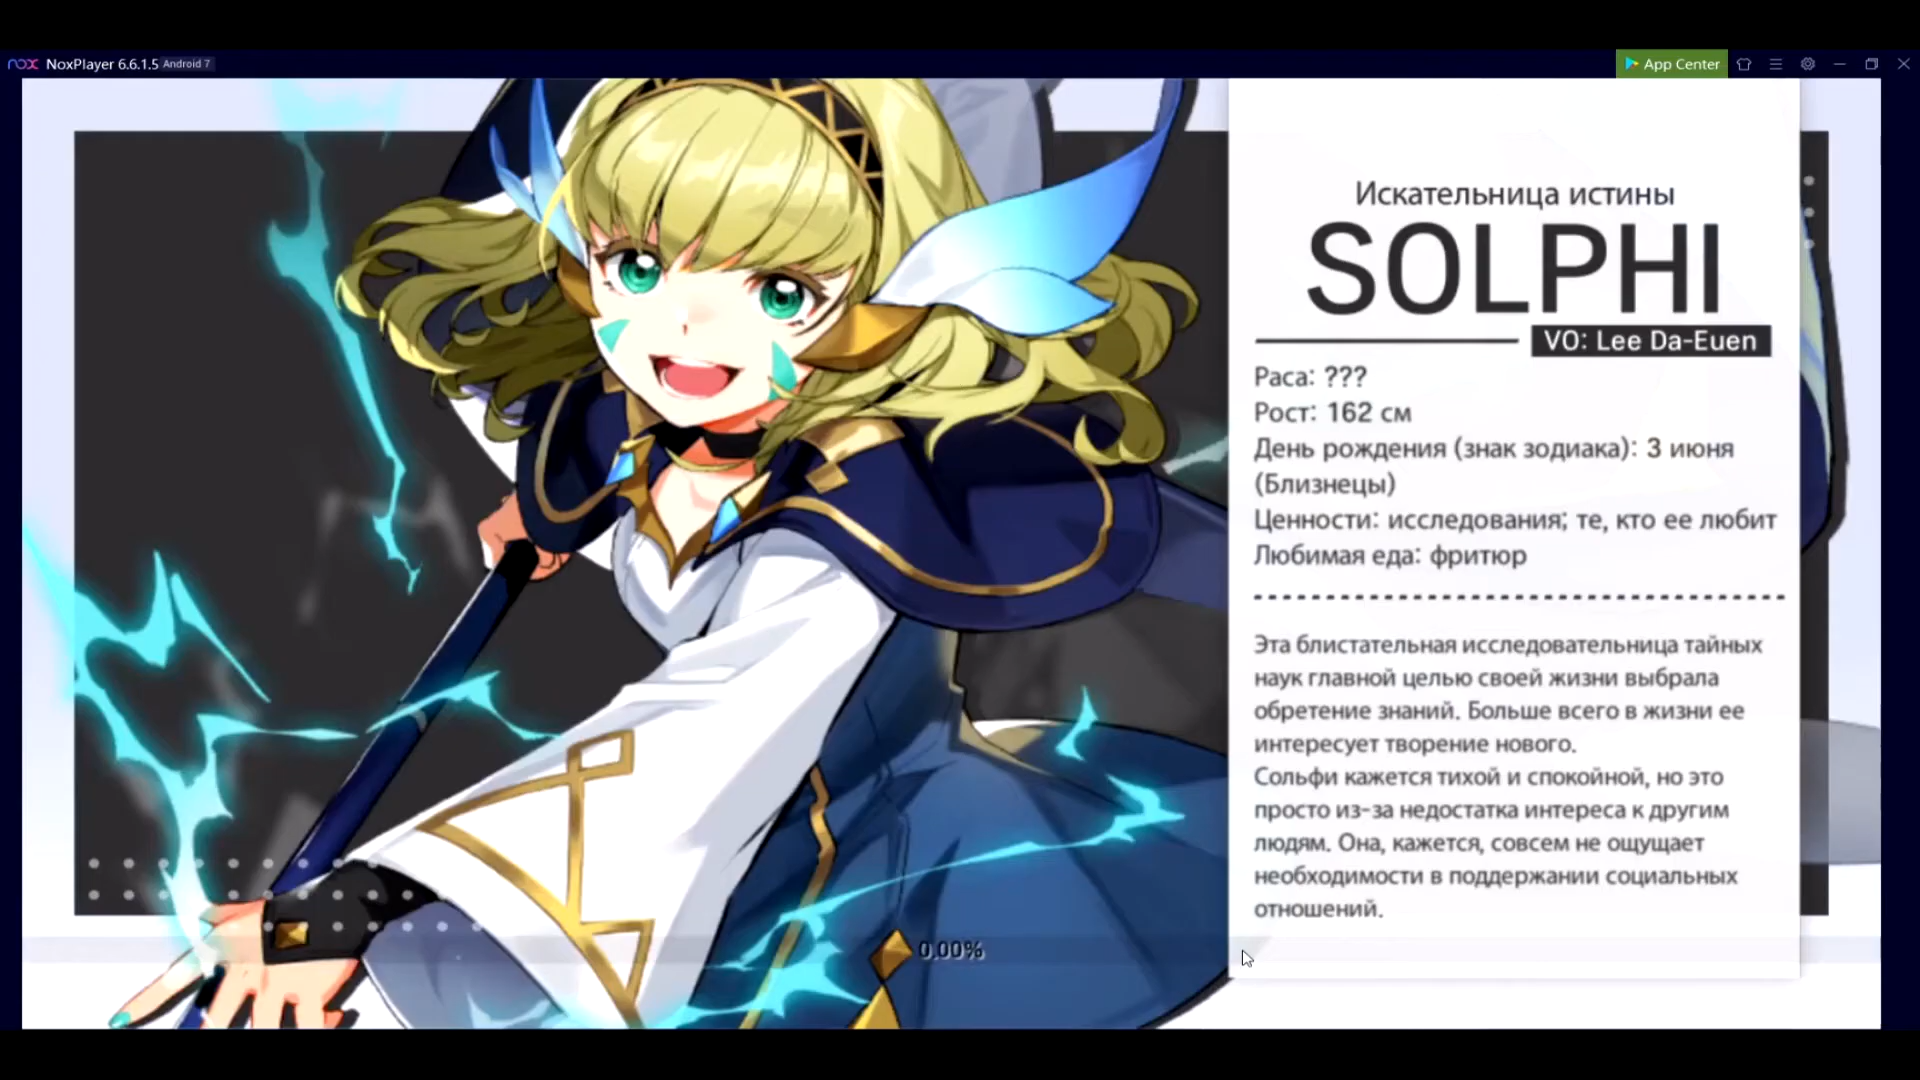 nox NoxPlayer 6.6.1.5 Android 7
App Center
Искательница истины
SOLPHI
VO: Lee Da-Euen
Раса: ???
Рост: 162 см
День рождения (знак зодиака): 3 июня
(Близнецы)
Ценности: исследования; те, кто ее любит
Любимая еда: фритюр
Эта блистательная исследовательница тайных
наук главной целью своей жизни выбрала
обретение знаний. Больше всего в жизни ее
интересует творение нового.
Сольфи кажется тихой и спокойной, но это
просто из-за недостатка интереса к другим
людям. Она, кажется, совсем не ощущает
необходимости в поддержании социальных
отношений.
0.00%